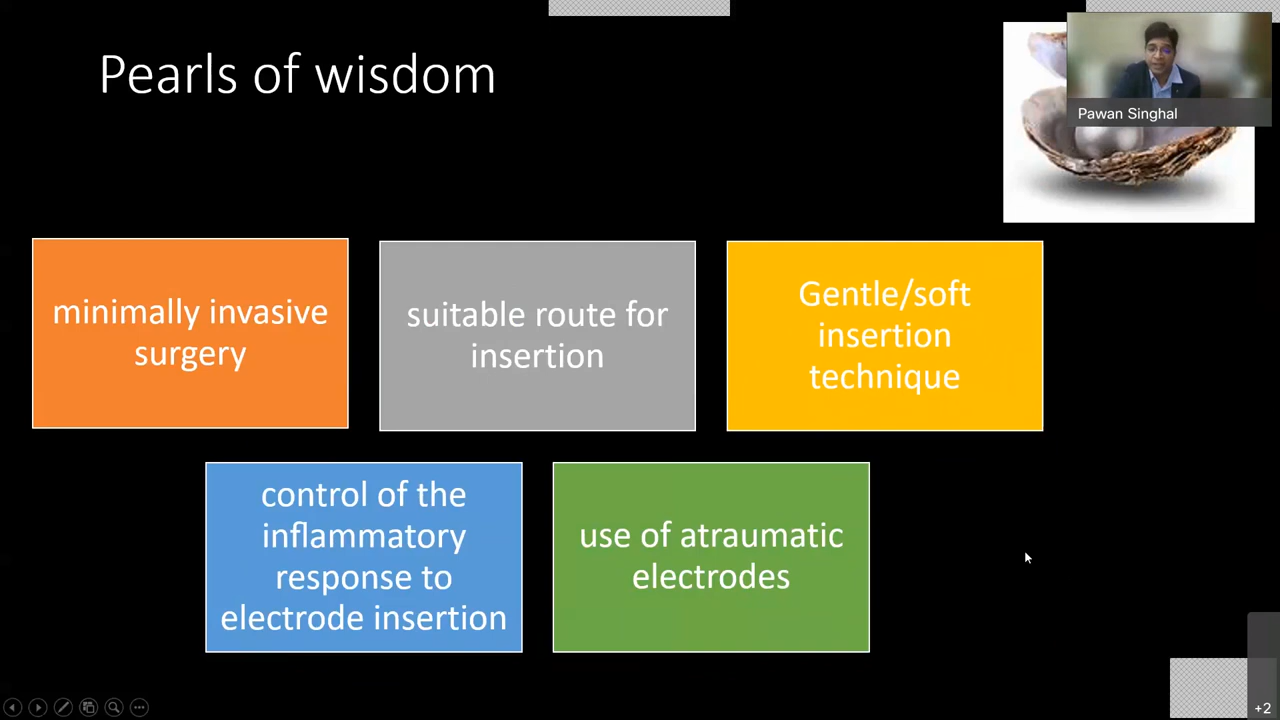 Pearls of wisdom
Pawan Singhal
minimally invasive
surgery
suitable route for
insertion
Gentle/soft
insertion
technique
control of the
inflammatory
response to
electrode insertion
use of atraumatic
electrodes
+2